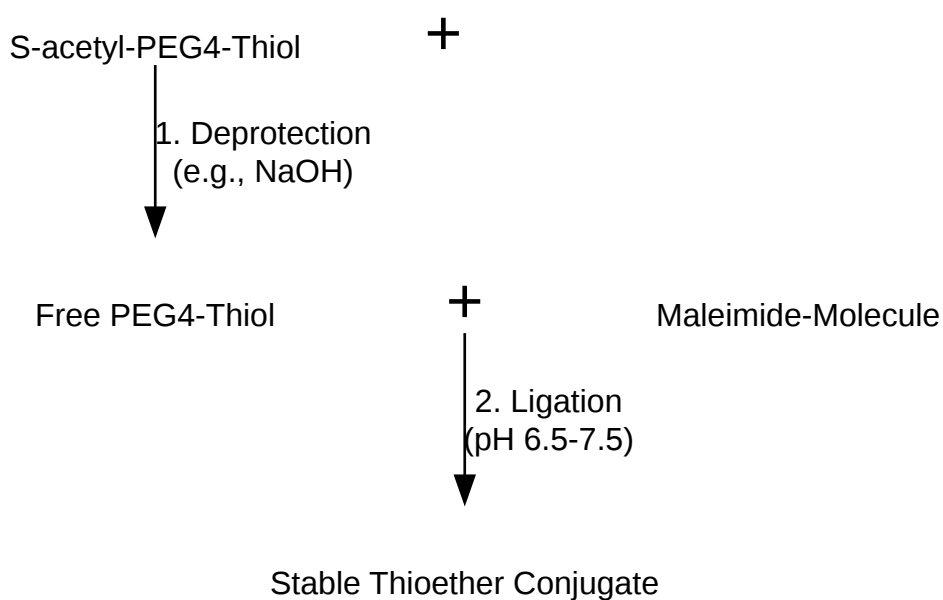 S-acetyl-PEG4-Thiol +
1. Deprotection
(e.g., NaOH)
Free PEG4-Thiol + Maleimide-Molecule
2. Ligation
(pH 6.5-7.5)
Stable Thioether Conjugate